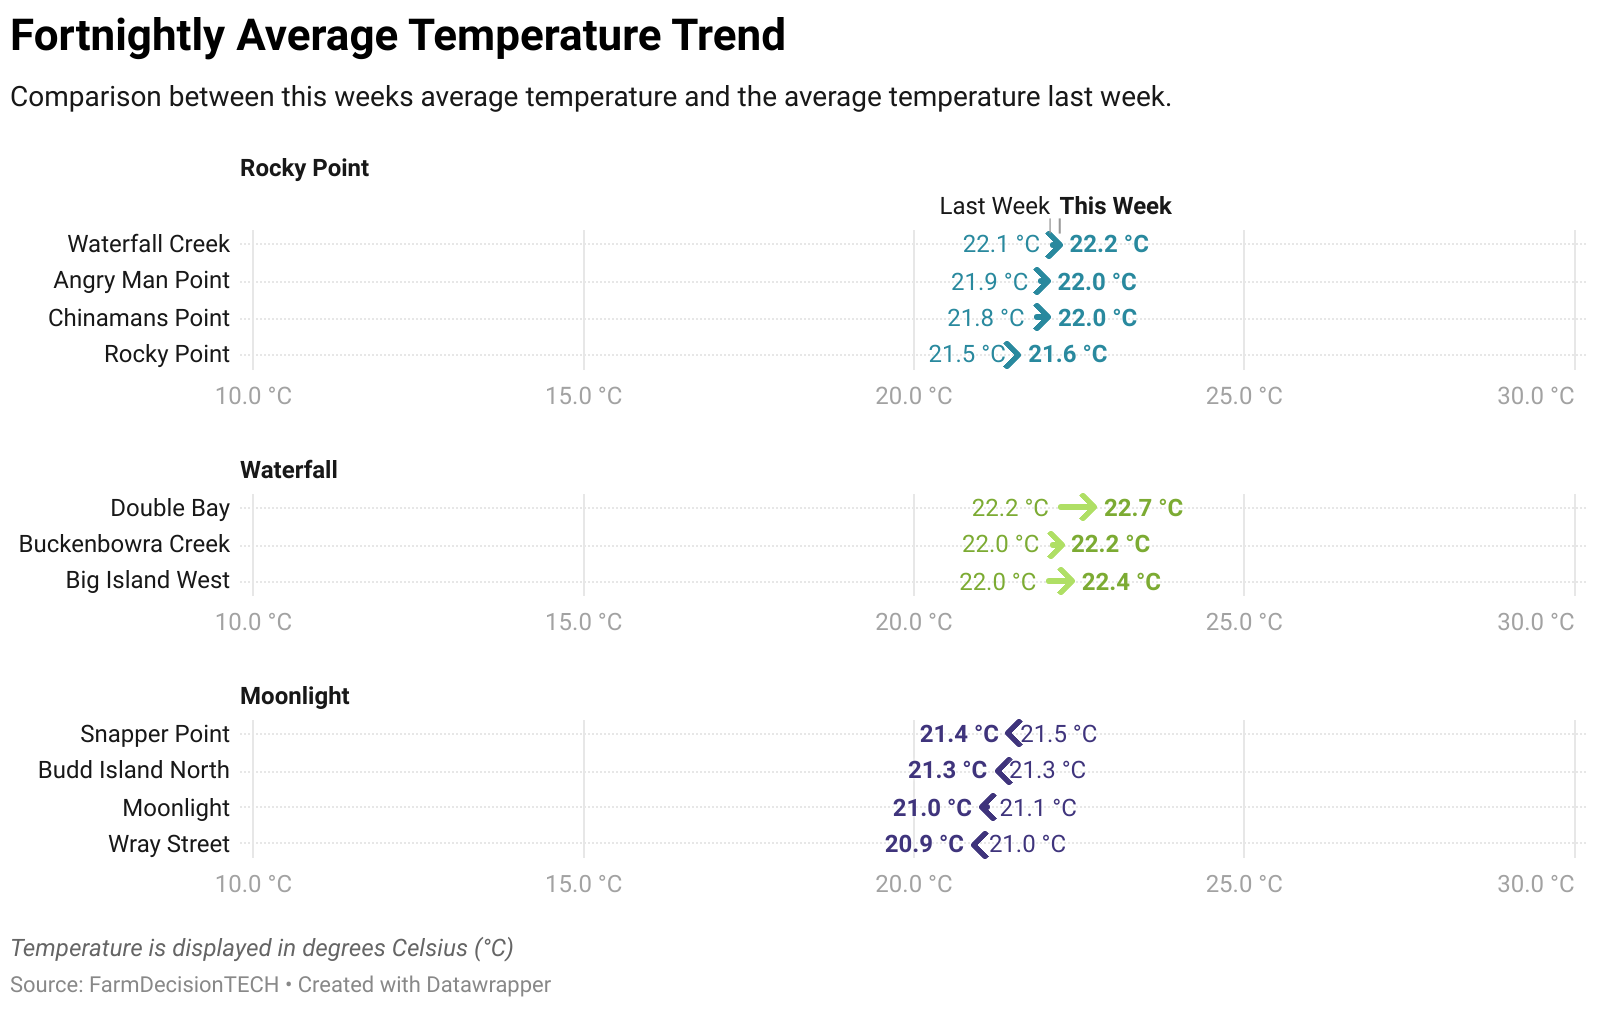 Fortnightly Average Temperature Trend
Comparison between this weeks average temperature and the average temperature last week.
Rocky Point
Last Week This Week
Waterfall Creek 22.1 °C 22.2 °C
Angry Man Point 21.9 °C 22.0 °C
Chinamans Point 21.8 °C 22.0 °C
Rocky Point 21.5 °C 21.6 °C
10.0 °C 15.0 °C 20.0 °C 25.0 °C 30.0 °C
Waterfall
Double Bay 22.2 °C 22.7 °C
Buckenbowra Creek 22.0 °C 22.2 °C
Big Island West 22.0 °C 22.4 °C
10.0 °C 15.0 °C 20.0 °C 25.0 °C 30.0 °C
Moonlight
Snapper Point 21.4 °C 21.5 °C
Budd Island North 21.3 °C 21.3 °C
Moonlight 21.0 °C 21.1 °C
Wray Street 20.9 °C 21.0 °C
10.0 °C 15.0 °C 20.0 °C 25.0 °C 30.0 °C
Temperature is displayed in degrees Celsius (°C)
Source: FarmDecisionTECH • Created with Datawrapper